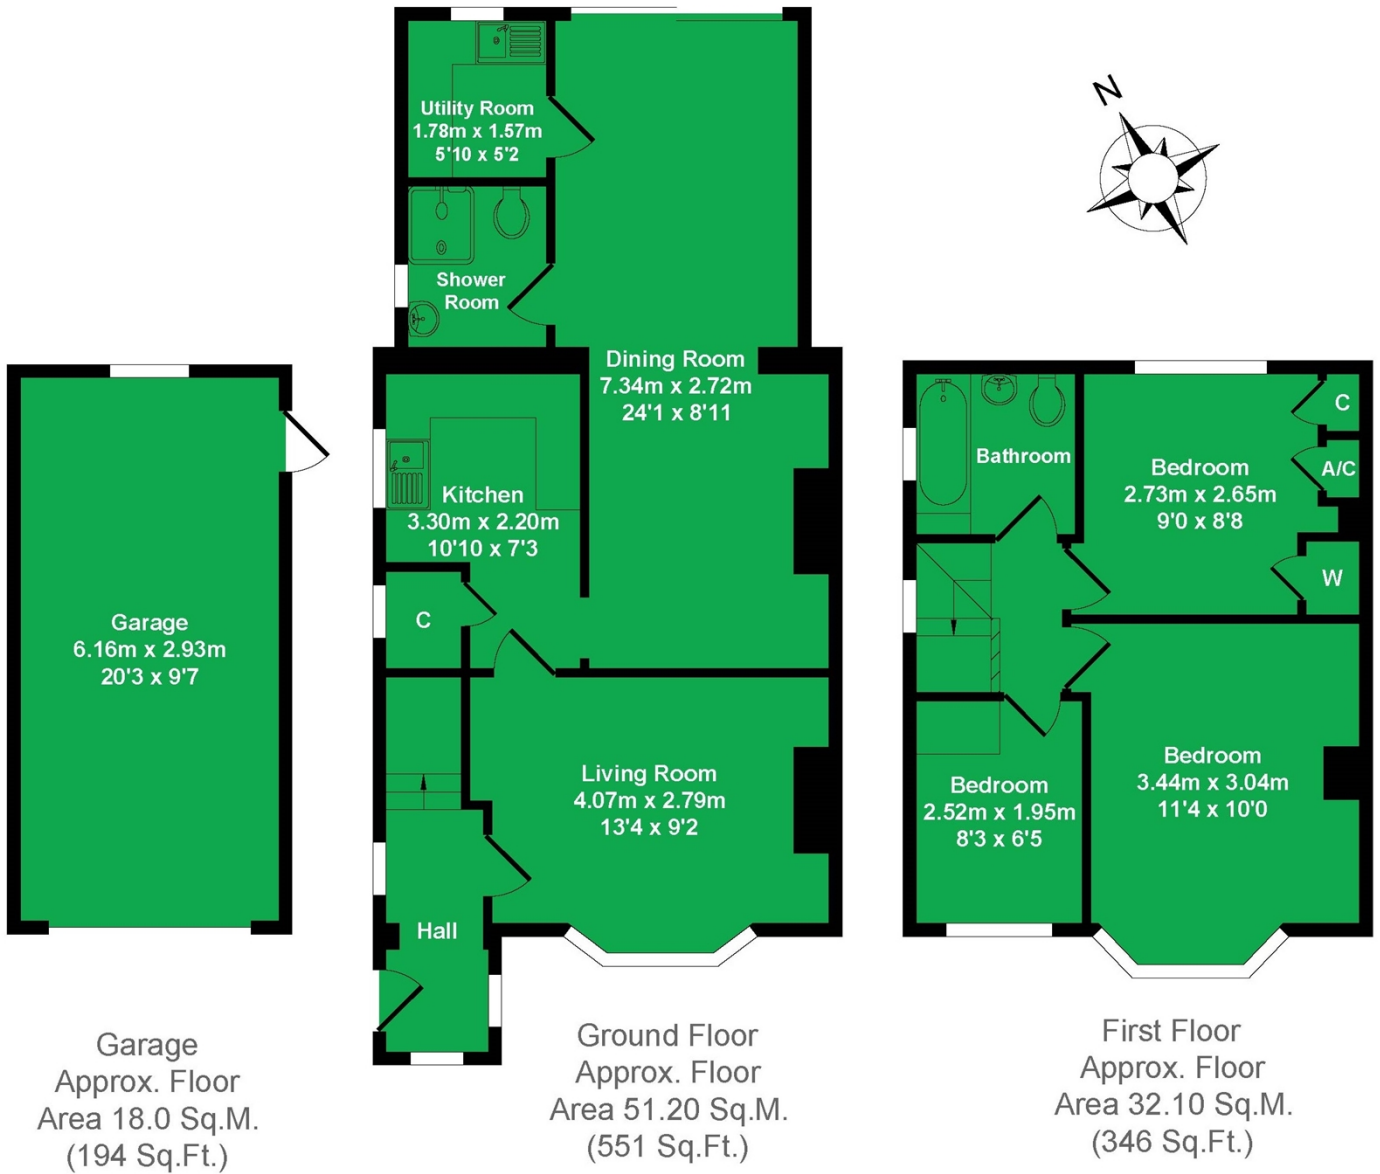 N
Utility Room
1.78m x 1.57m
5'10 x 5'2
Shower
Room
Dining Room
7.34m x 2.72m
24'1 x 8'11
Kitchen
3.30m x 2.20m
10'10 x 7'3
C
Living Room
4.07m x 2.79m
13'4 x 9'2
Hall
Garage
6.16m x 2.93m
20'3 x 9'7
Bathroom
Bedroom
2.73m x 2.65m
9'0 x 8'8
C
A/C
W
Bedroom
3.44m x 3.04m
11'4 x 10'0
Bedroom
2.52m x 1.95m
8'3 x 6'5
Garage
Approx. Floor
Area 18.0 Sq.M.
(194 Sq.Ft.)
Ground Floor
Approx. Floor
Area 51.20 Sq.M.
(551 Sq.Ft.)
First Floor
Approx. Floor
Area 32.10 Sq.M.
(346 Sq.Ft.)